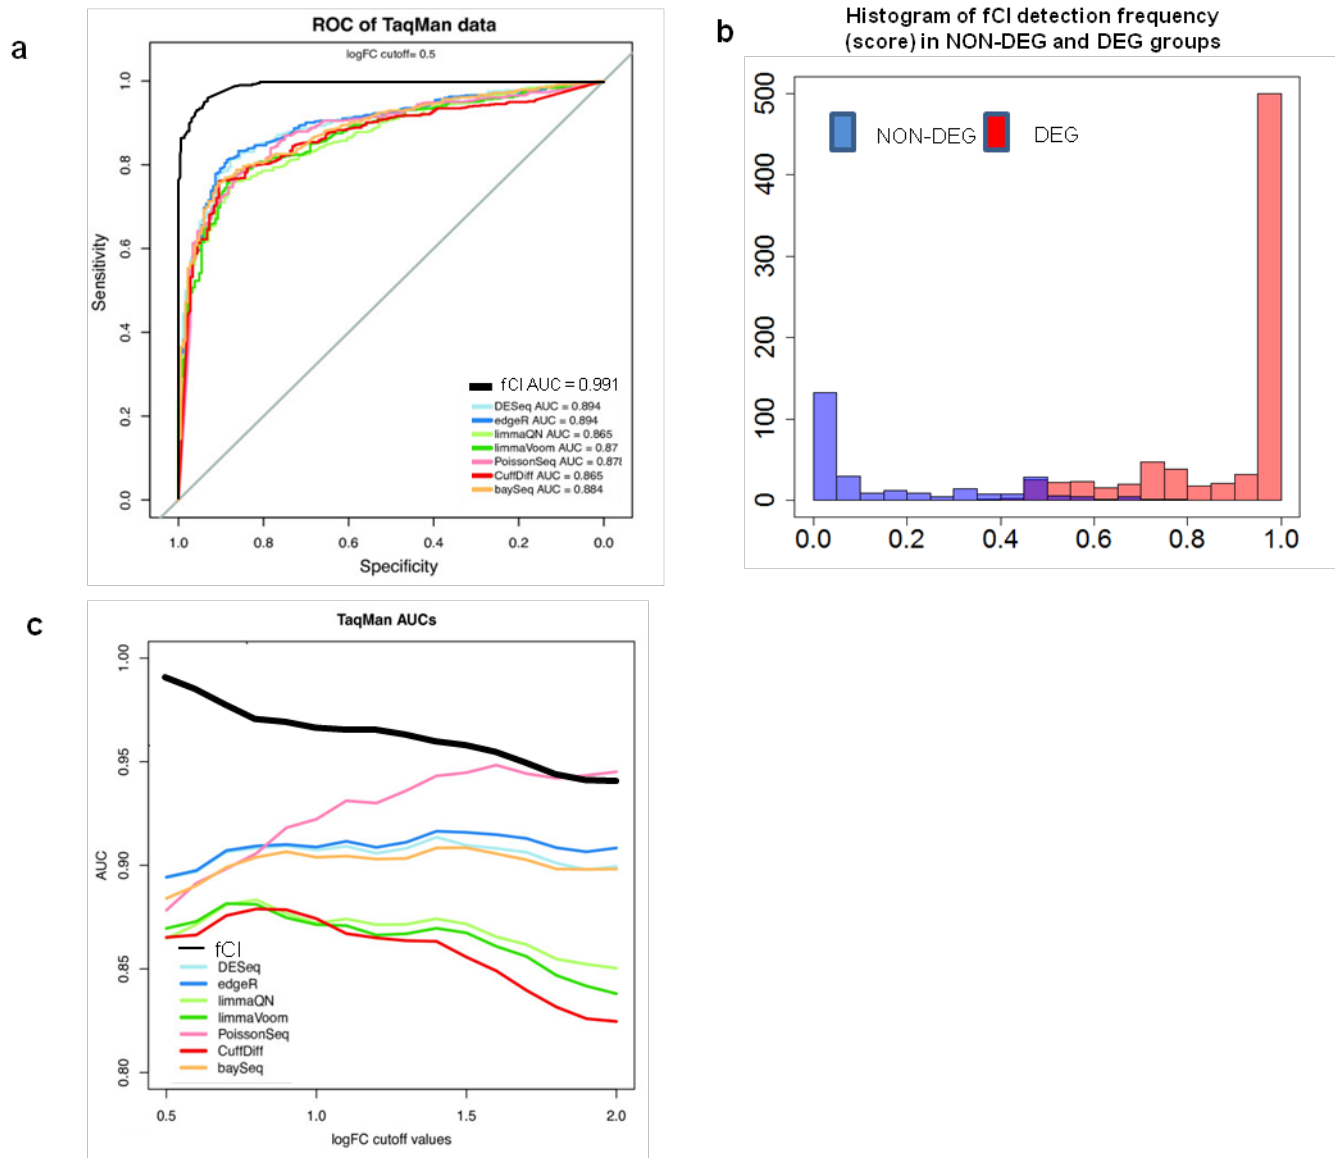 a
ROC of TaqMan data
logFC cutoff= 0.5
1.0
0.8
0.6
0.4
0.2
0.0
Sensitivity
fCI AUC = 0.991
DESeq AUC = 0.894
edgeR AUC = 0.894
limmaQN AUC = 0.865
limmaVoom AUC = 0.87
PoissonSeq AUC = 0.878
CuffDiff AUC = 0.865
baySeq AUC = 0.884
1.0 0.8 0.6 0.4 0.2 0.0
Specificity
b
Histogram of fCI detection frequency
(score) in NON-DEG and DEG groups
500
400
300
200
100
0
NON-DEG DEG
0.0 0.2 0.4 0.6 0.8 1.0
c
TaqMan AUCs
1.00
0.95
0.90
0.85
0.80
AUC
fCI
DESeq
edgeR
limmaQN
limmaVoom
PoissonSeq
CuffDiff
baySeq
0.5 1.0 1.5 2.0
logFC cutoff values